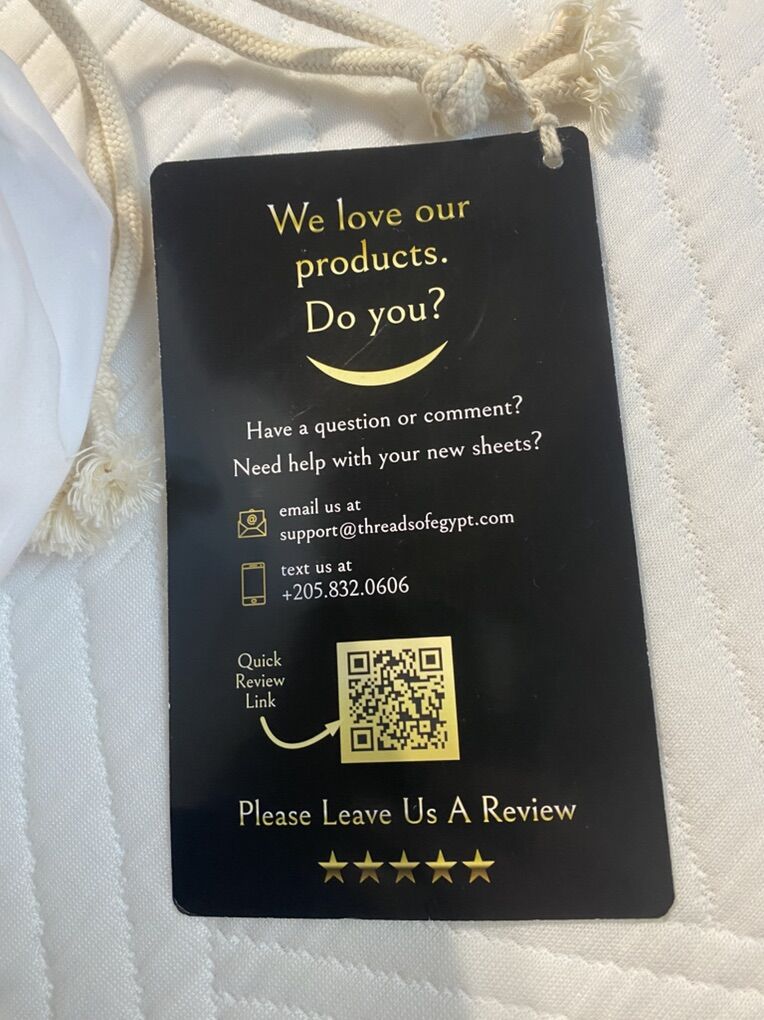 We love our
products.
Do you?
Have a question or comment?
Need help with your new sheets?
email us at
support@threadsofegypt.com
text us at
+205.832.0606
Quick
Review
Link
Please Leave Us A Review